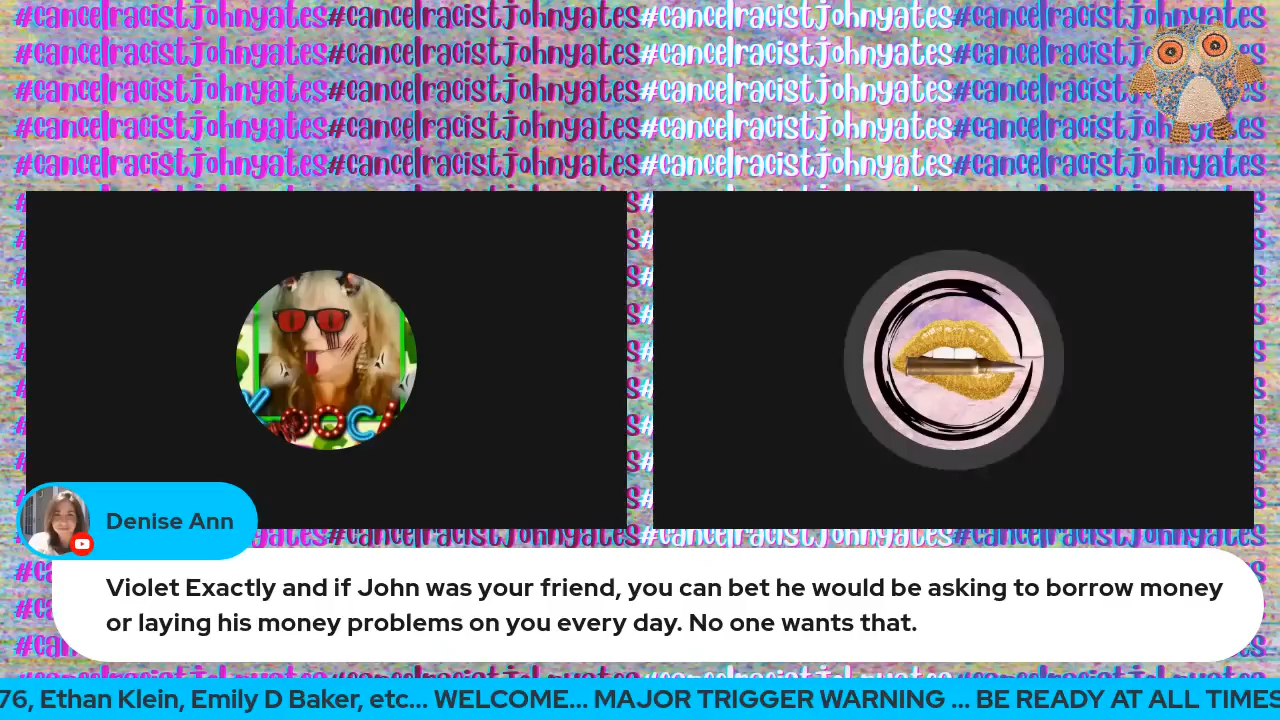 #cancelracistjohnyates#cancelracistjohnyates#cancelracistjohnyates#cancelracistjohnyates
#cancelracistjohnyates#cancelracistjohnyates#cancelracistjohnyates#cancelracistjohnyates
#cancelracistjohnyates#cancelracistjohnyates#cancelracistjohnyates#cancelracistjohnyates
#cancelracistjohnyates#cancelracistjohnyates#cancelracistjohnyates#cancelracistjohnyates
#cancelracistjohnyates#cancelracistjohnyates#cancelracistjohnyates#cancelracistjohnyates
Denise Ann
Violet Exactly and if John was your friend, you can bet he would be asking to borrow money
or laying his money problems on you every day. No one wants that.
76, Ethan Klein, Emily D Baker, etc... WELCOME... MAJOR TRIGGER WARNING ... BE READY AT ALL TIMES